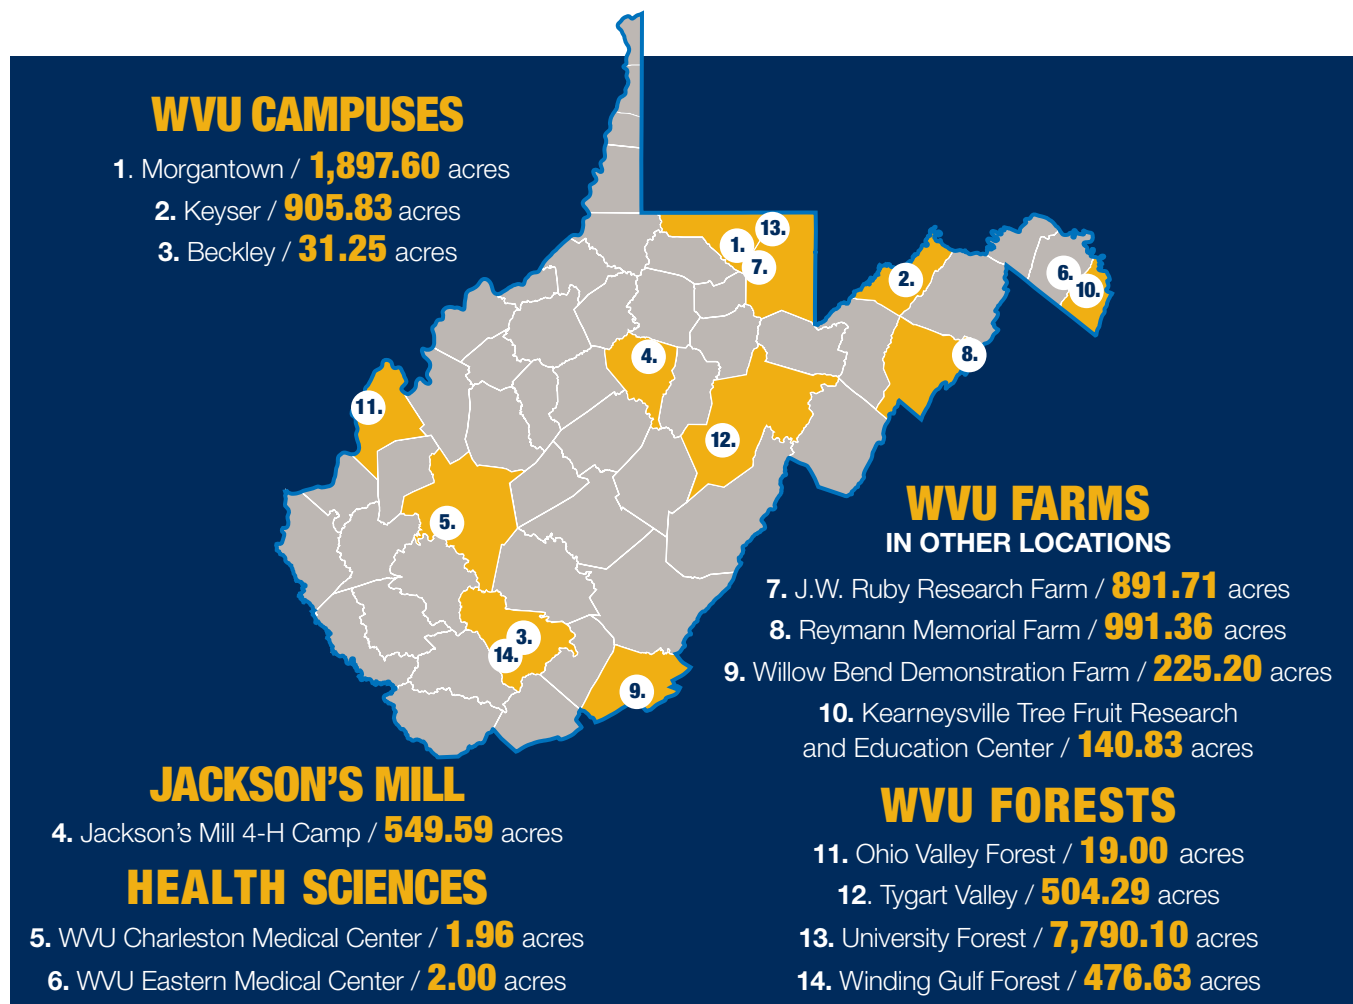 WVU CAMPUSES
1. Morgantown / 1,897.60 acres
2. Keyser / 905.83 acres
3. Beckley / 31.25 acres
13.
1.
7.
2.
6.
10.
4.
8.
11.
12.
5.
3.
14.
9.
WVU FARMS
IN OTHER LOCATIONS
7. J.W. Ruby Research Farm / 891.71 acres
8. Reymann Memorial Farm / 991.36 acres
9. Willow Bend Demonstration Farm / 225.20 acres
10. Kearneysville Tree Fruit Research
and Education Center / 140.83 acres
JACKSON'S MILL
4. Jackson's Mill 4-H Camp / 549.59 acres
HEALTH SCIENCES
5. WVU Charleston Medical Center / 1.96 acres
6. WVU Eastern Medical Center / 2.00 acres
WVU FORESTS
11. Ohio Valley Forest / 19.00 acres
12. Tygart Valley / 504.29 acres
13. University Forest / 7,790.10 acres
14. Winding Gulf Forest / 476.63 acres